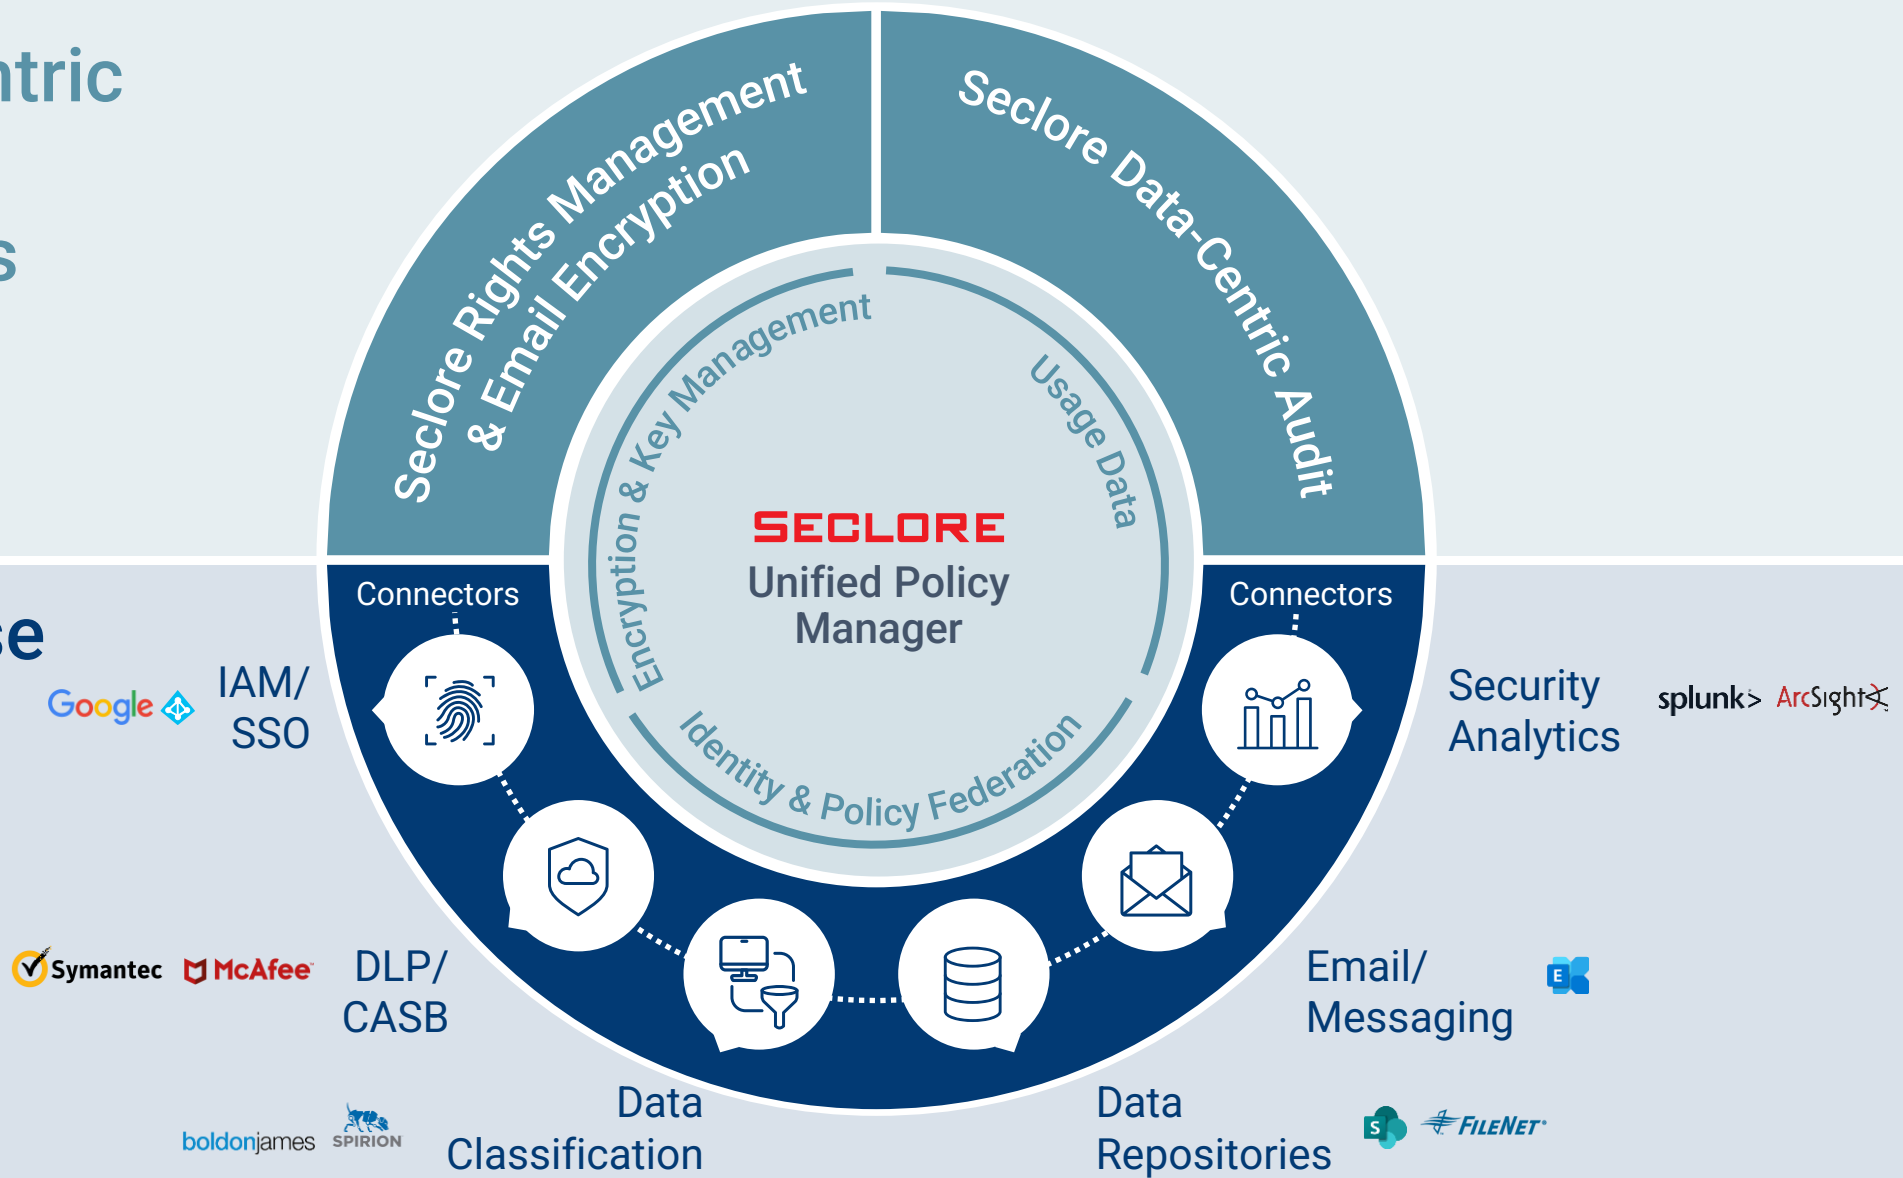 ntric
s
Seclore Rights Management
& Email Encryption
Seclore Data-Centric Audit
Encryption & Key Management
Usage Data
SECLORE
Unified Policy
Manager
Identity & Policy Federation
Connectors
Connectors
se
Google
IAM/
SSO
Security
Analytics
splunk>
ArcSight
Symantec
McAfee
DLP/
CASB
Email/
Messaging
E
boldonjames
SPIRION
Data
Classification
Data
Repositories
S
FILENET